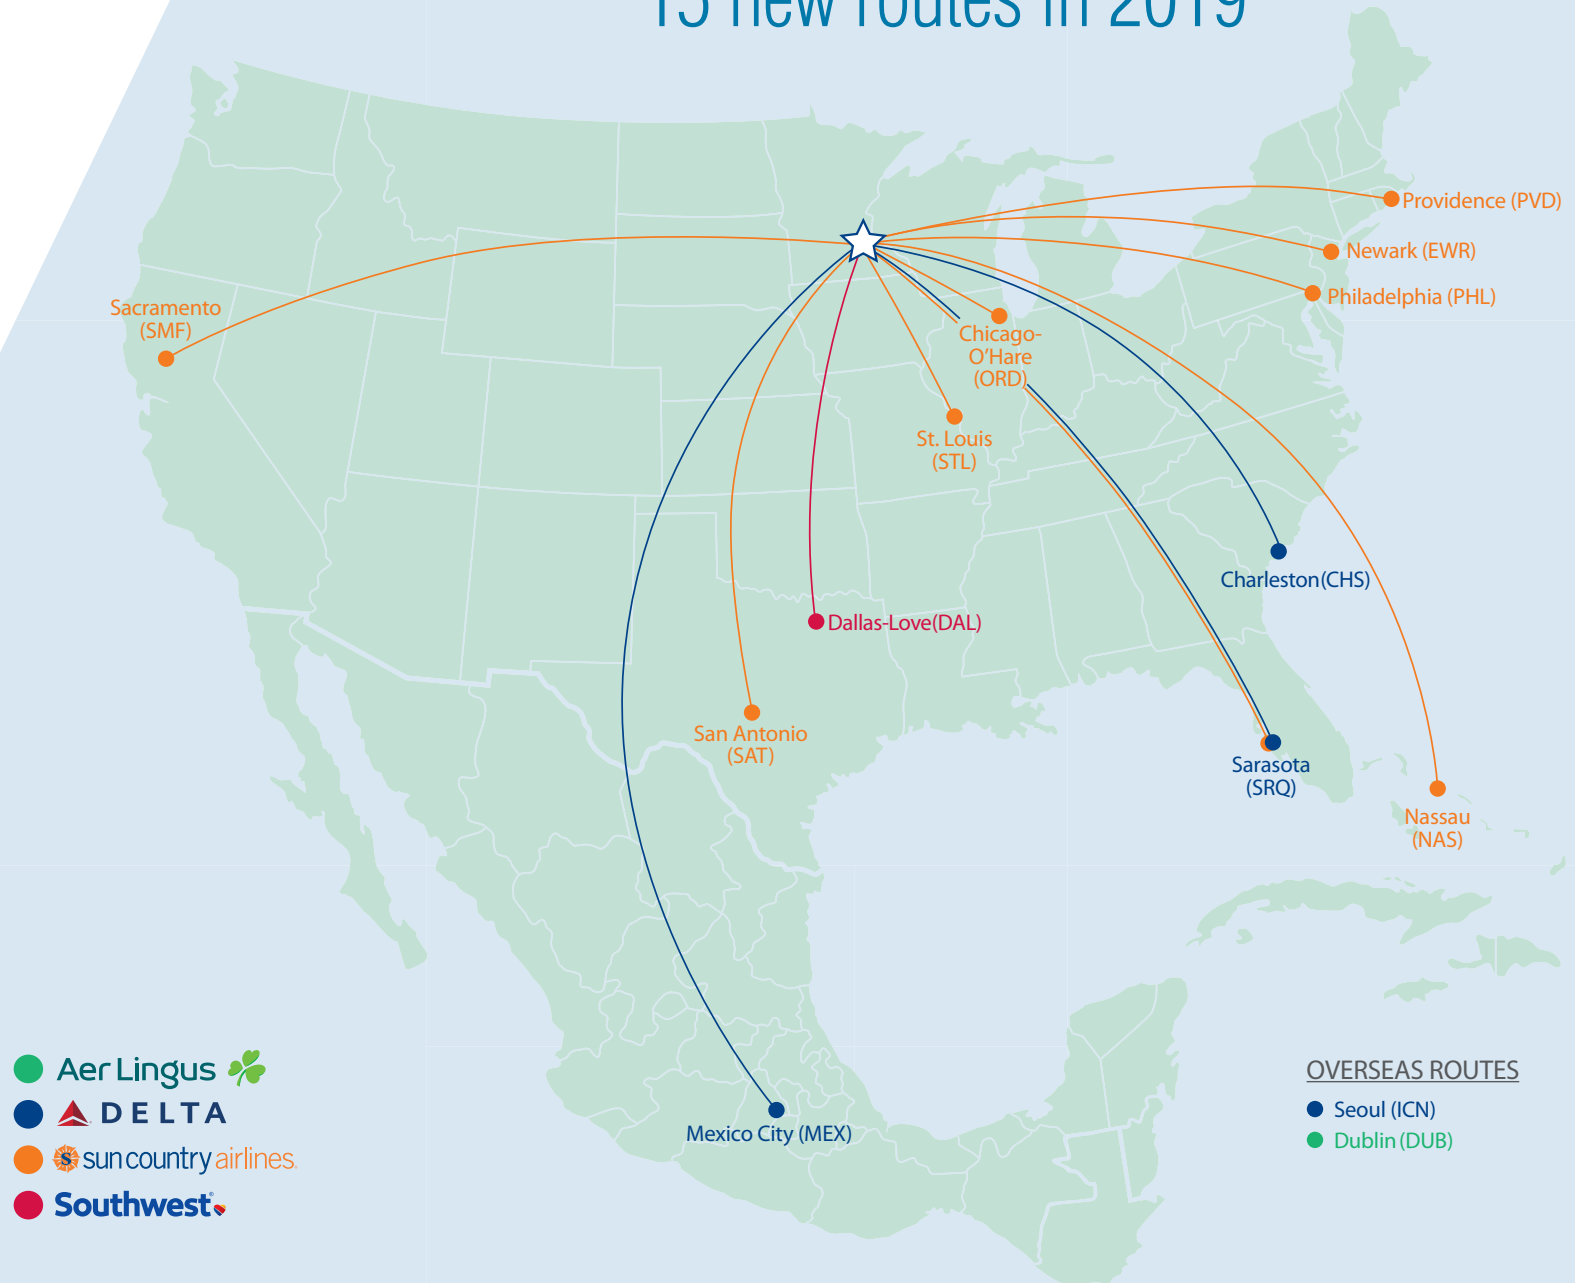 15 new routes in 2019
Providence (PVD)
Newark (EWR)
Philadelphia (PHL)
Sacramento
(SMF)
Chicago-
O'Hare
(ORD)
St. Louis
(STL)
Charleston(CHS)
Dallas-Love(DAL)
San Antonio
(SAT)
Sarasota
(SRQ)
Nassau
(NAS)
Mexico City (MEX)
Aer Lingus
DELTA
S sun country airlines.
Southwest®
OVERSEAS ROUTES
Seoul (ICN)
Dublin (DUB)